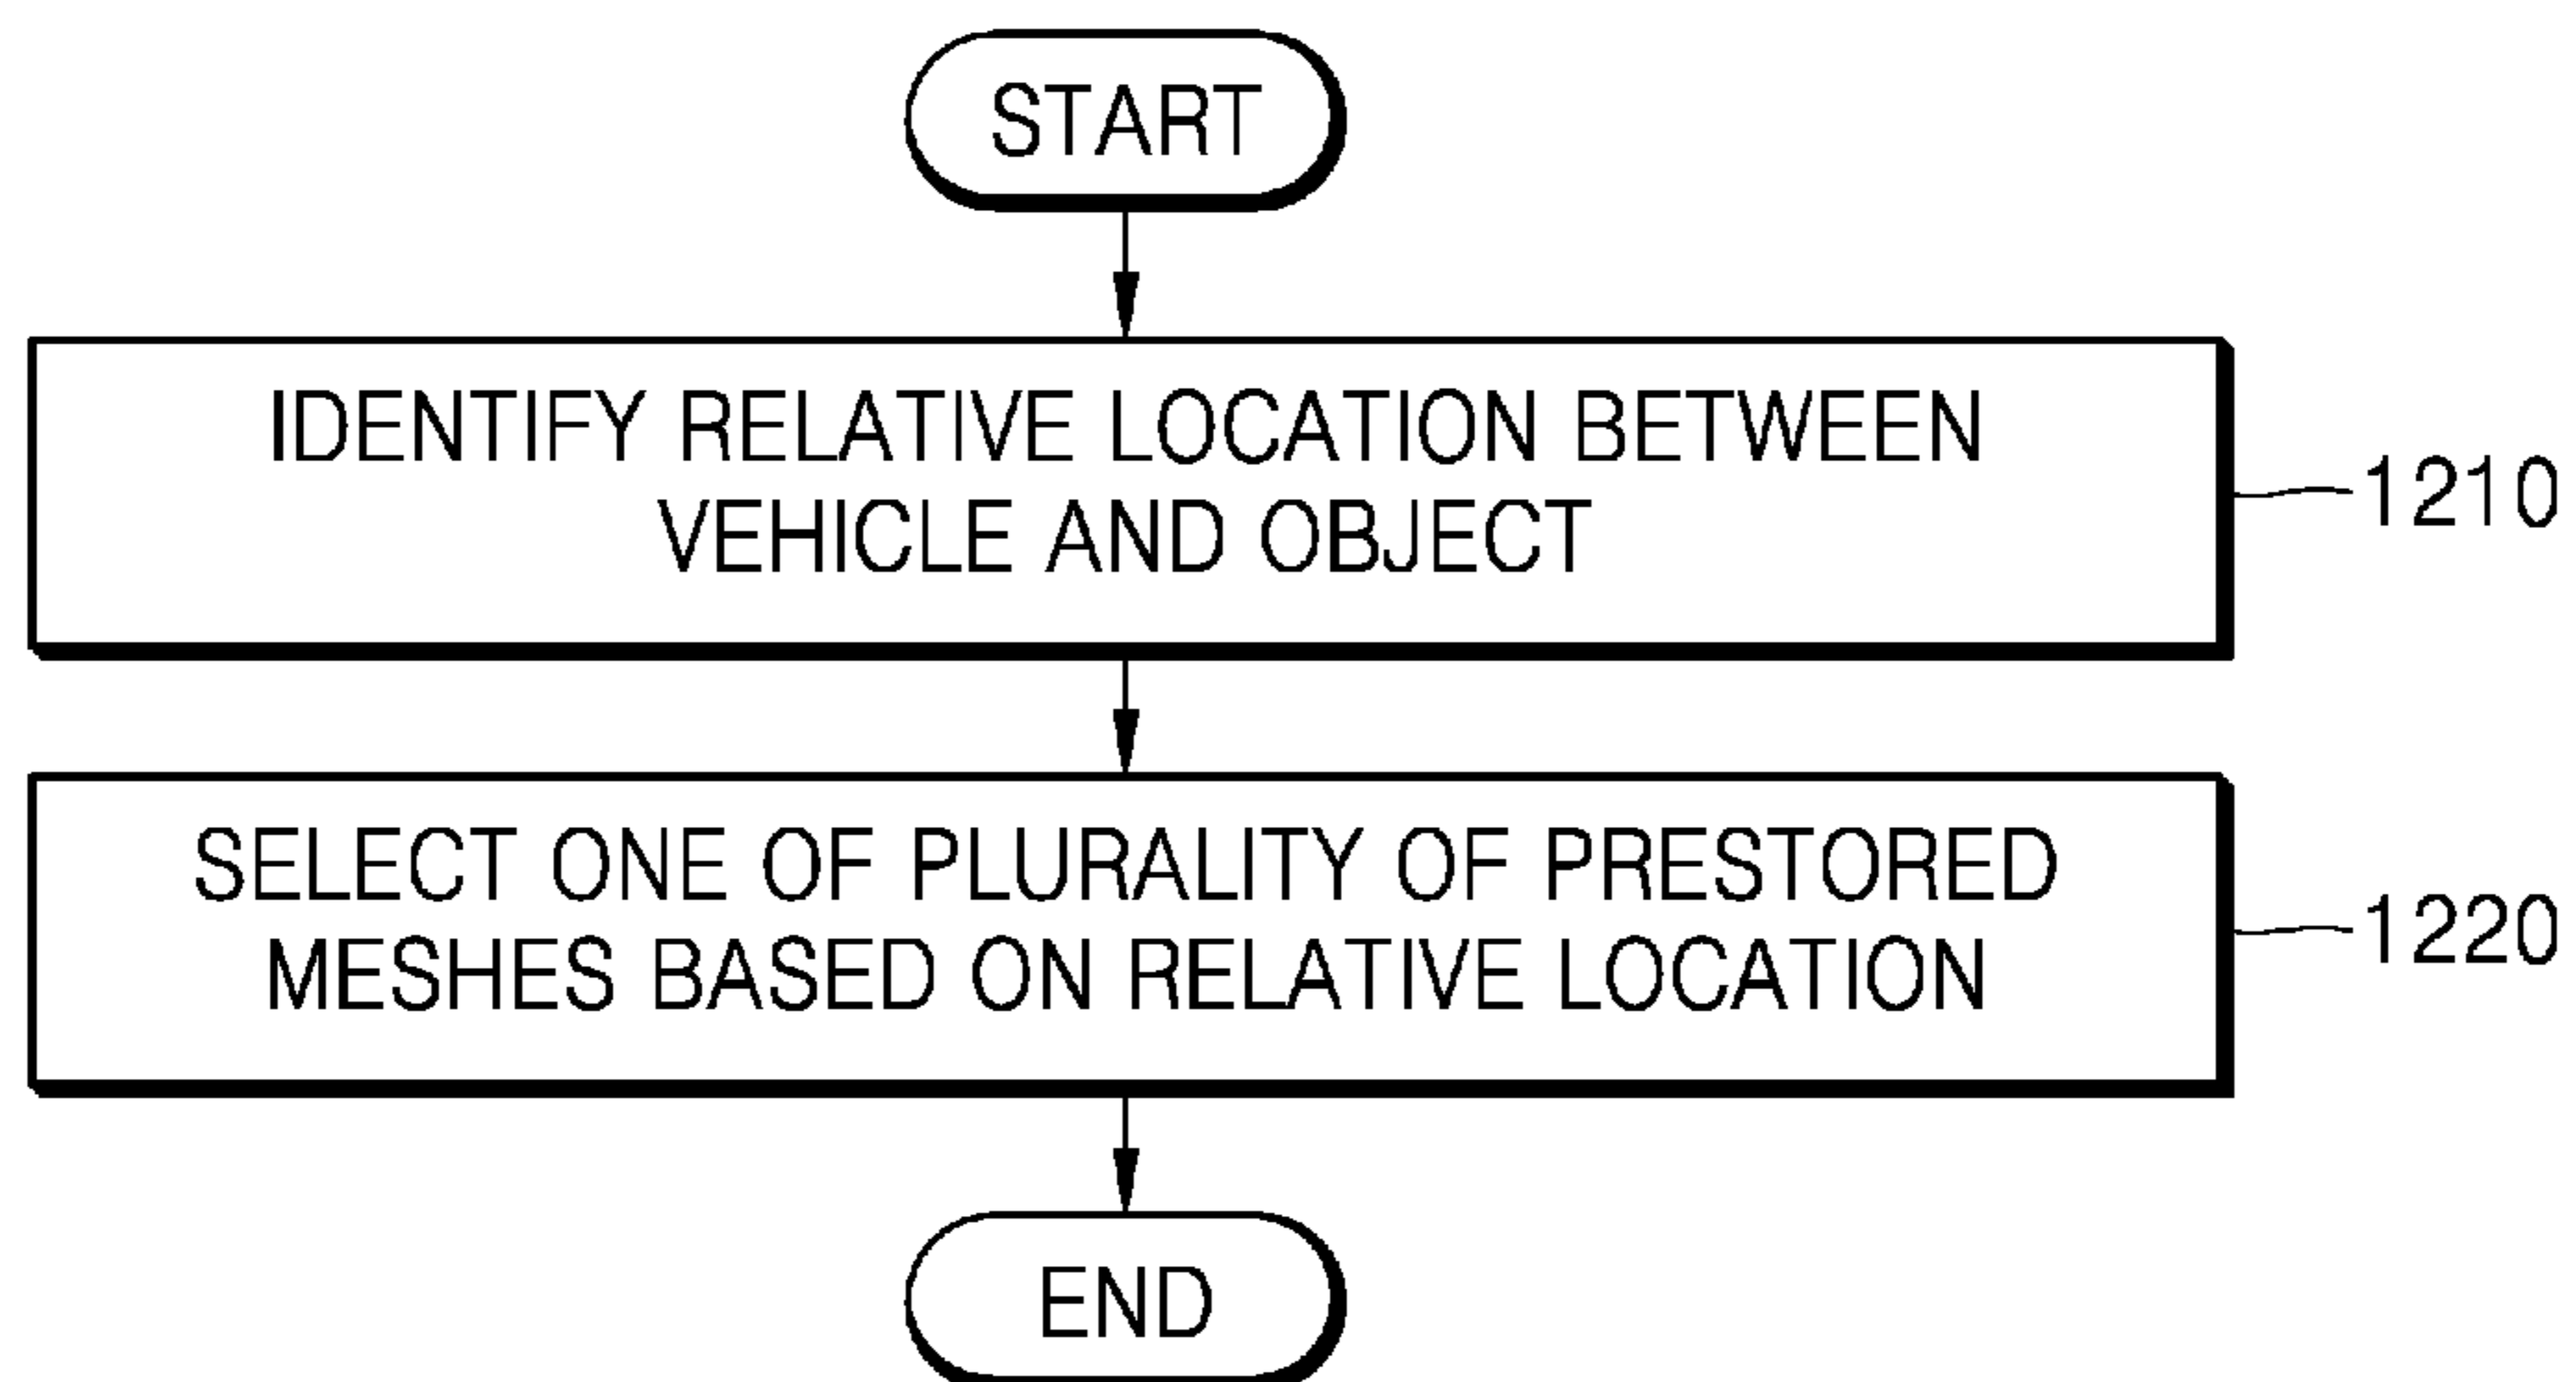 START
IDENTIFY RELATIVE LOCATION BETWEEN
VEHICLE AND OBJECT
1210
SELECT ONE OF PLURALITY OF PRESTORED
MESHES BASED ON RELATIVE LOCATION
1220
END